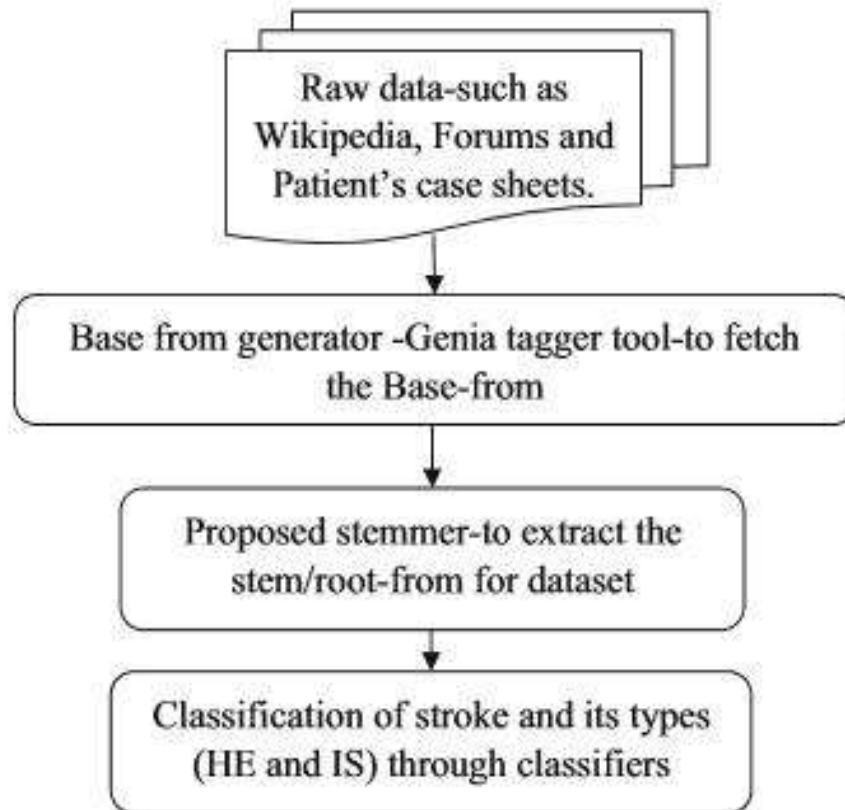 Raw data-such as
Wikipedia, Forums and
Patient's case sheets.
Base from generator -Genia tagger tool-to fetch
the Base-from
Proposed stemmer-to extract the
stem/root-from for dataset
Classification of stroke and its types
(HE and IS) through classifiers